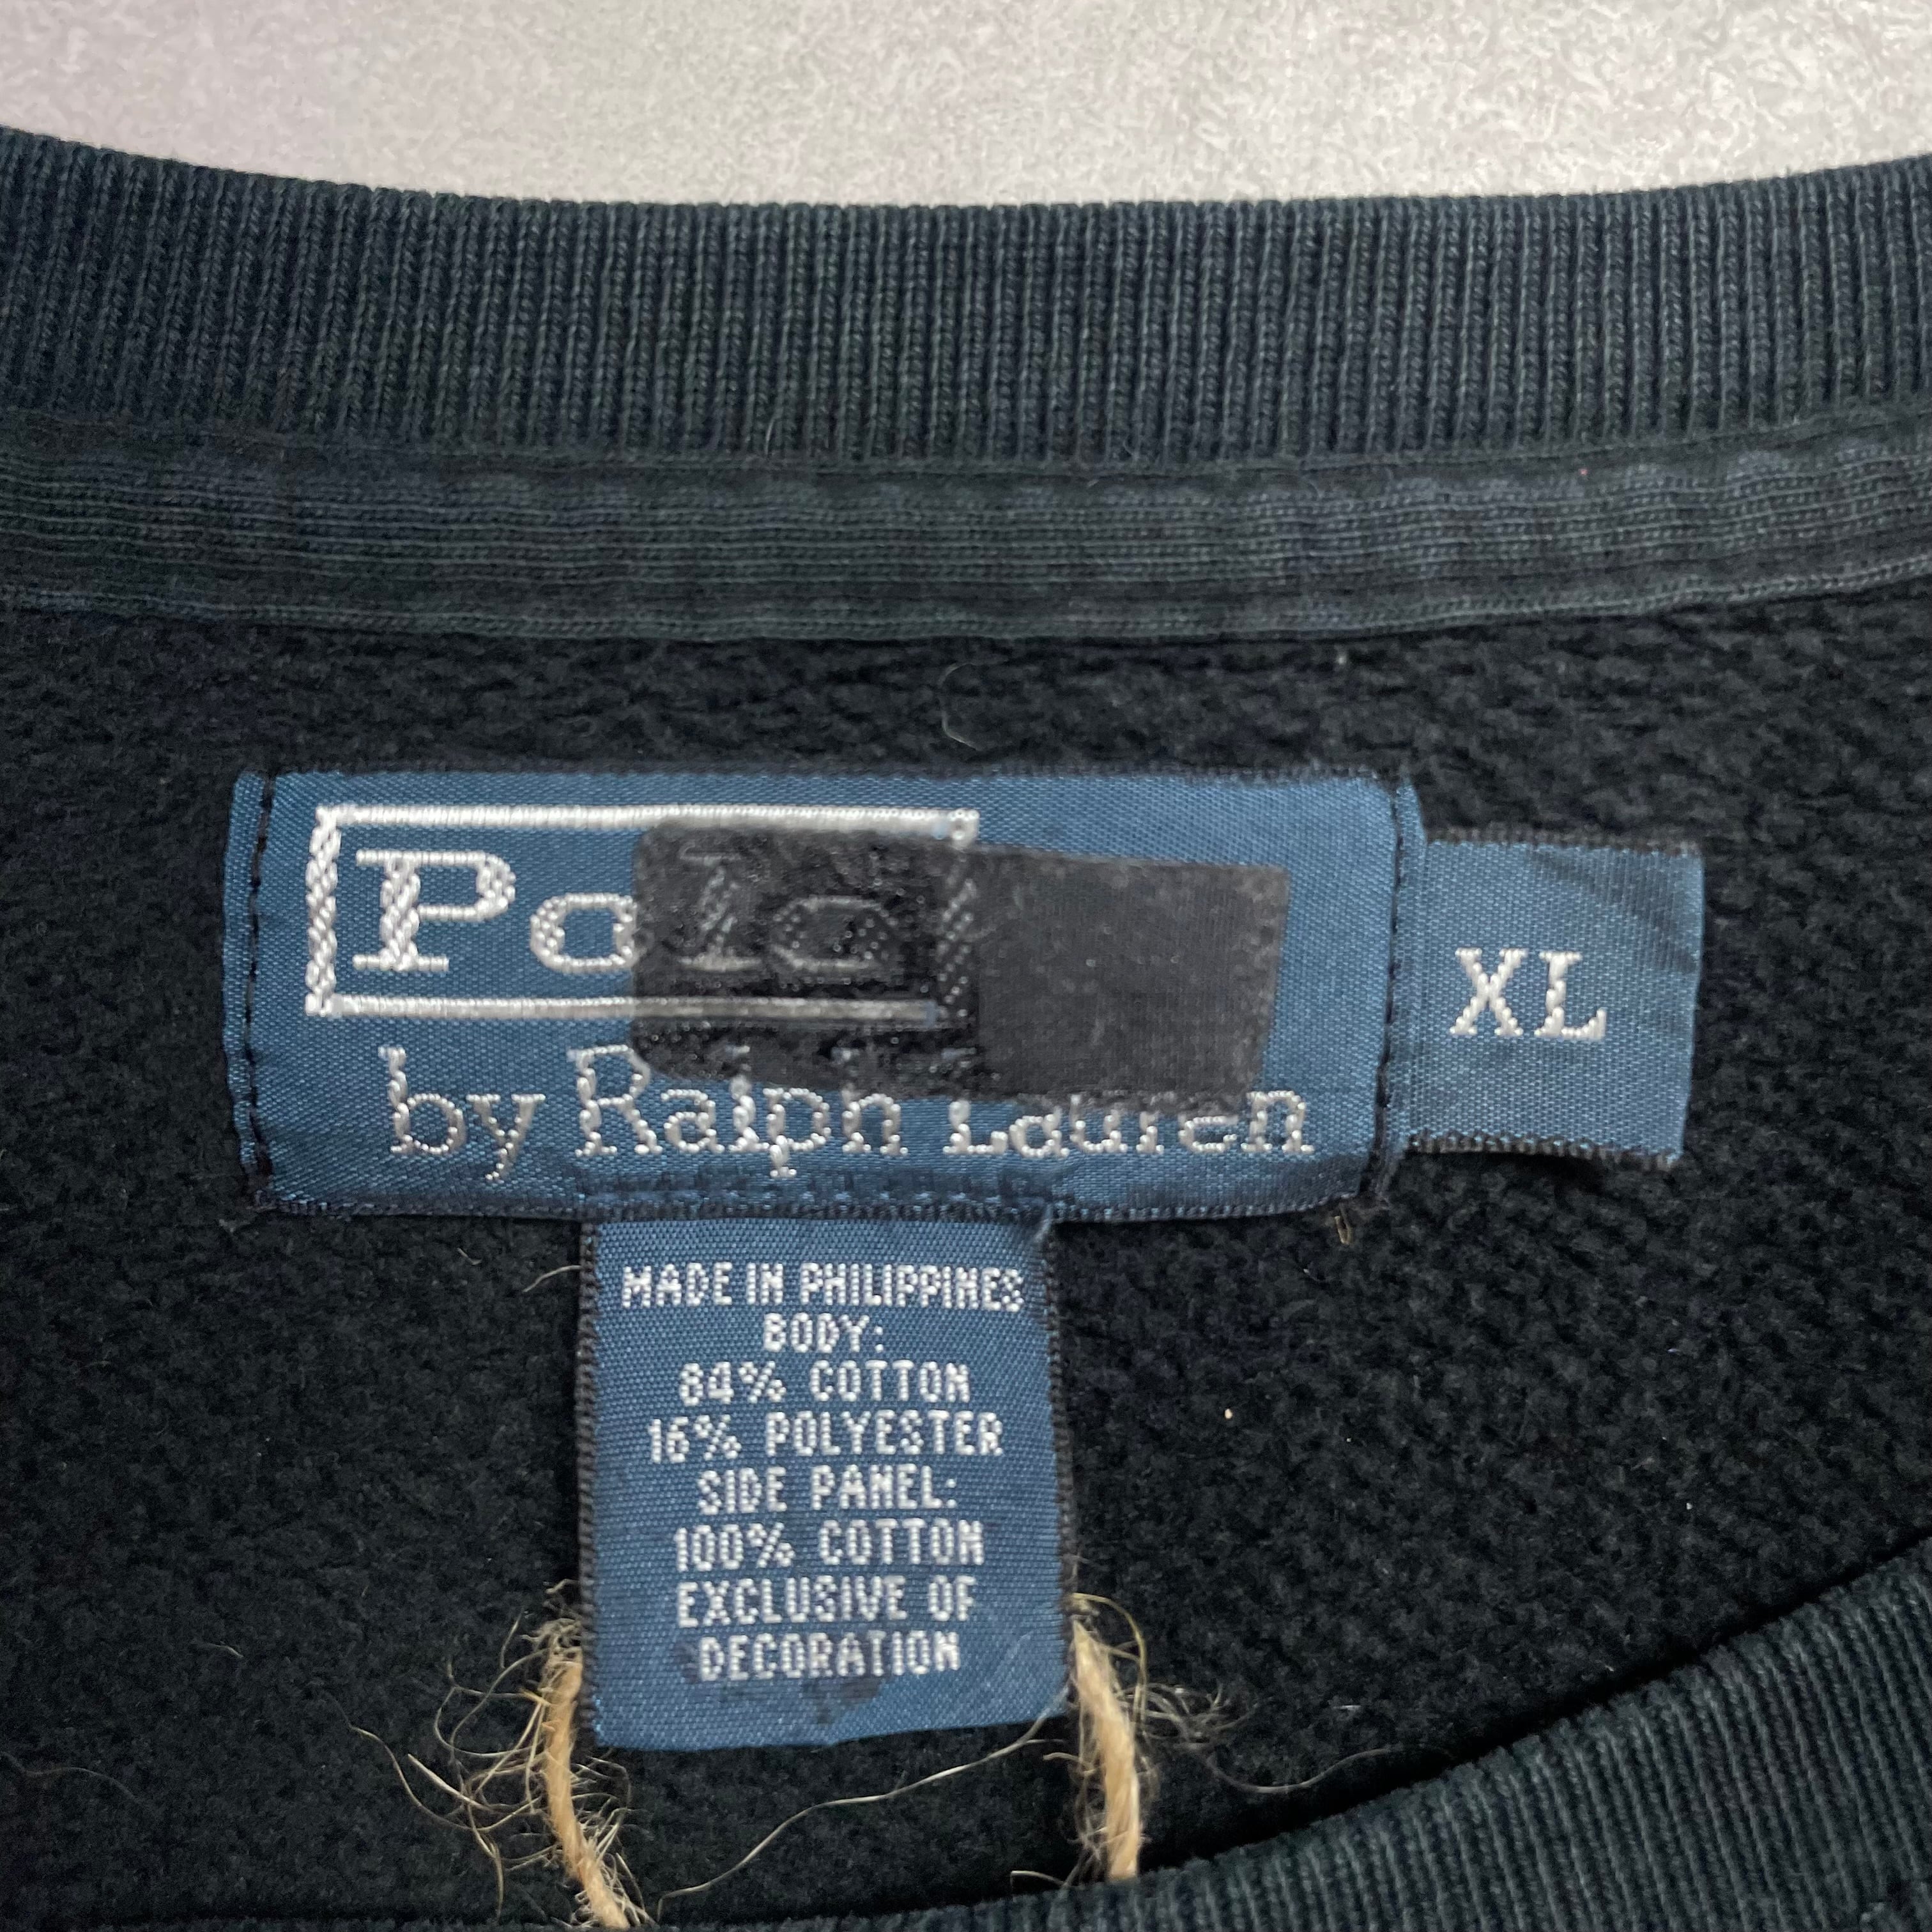 Polo
by Ralph Lauren
XL
MADE IN PHILIPPINES
BODY:
84% COTTON
16% POLYESTER
SIDE PANEL:
100% COTTON
EXCLUSIVE OF
DECORATION